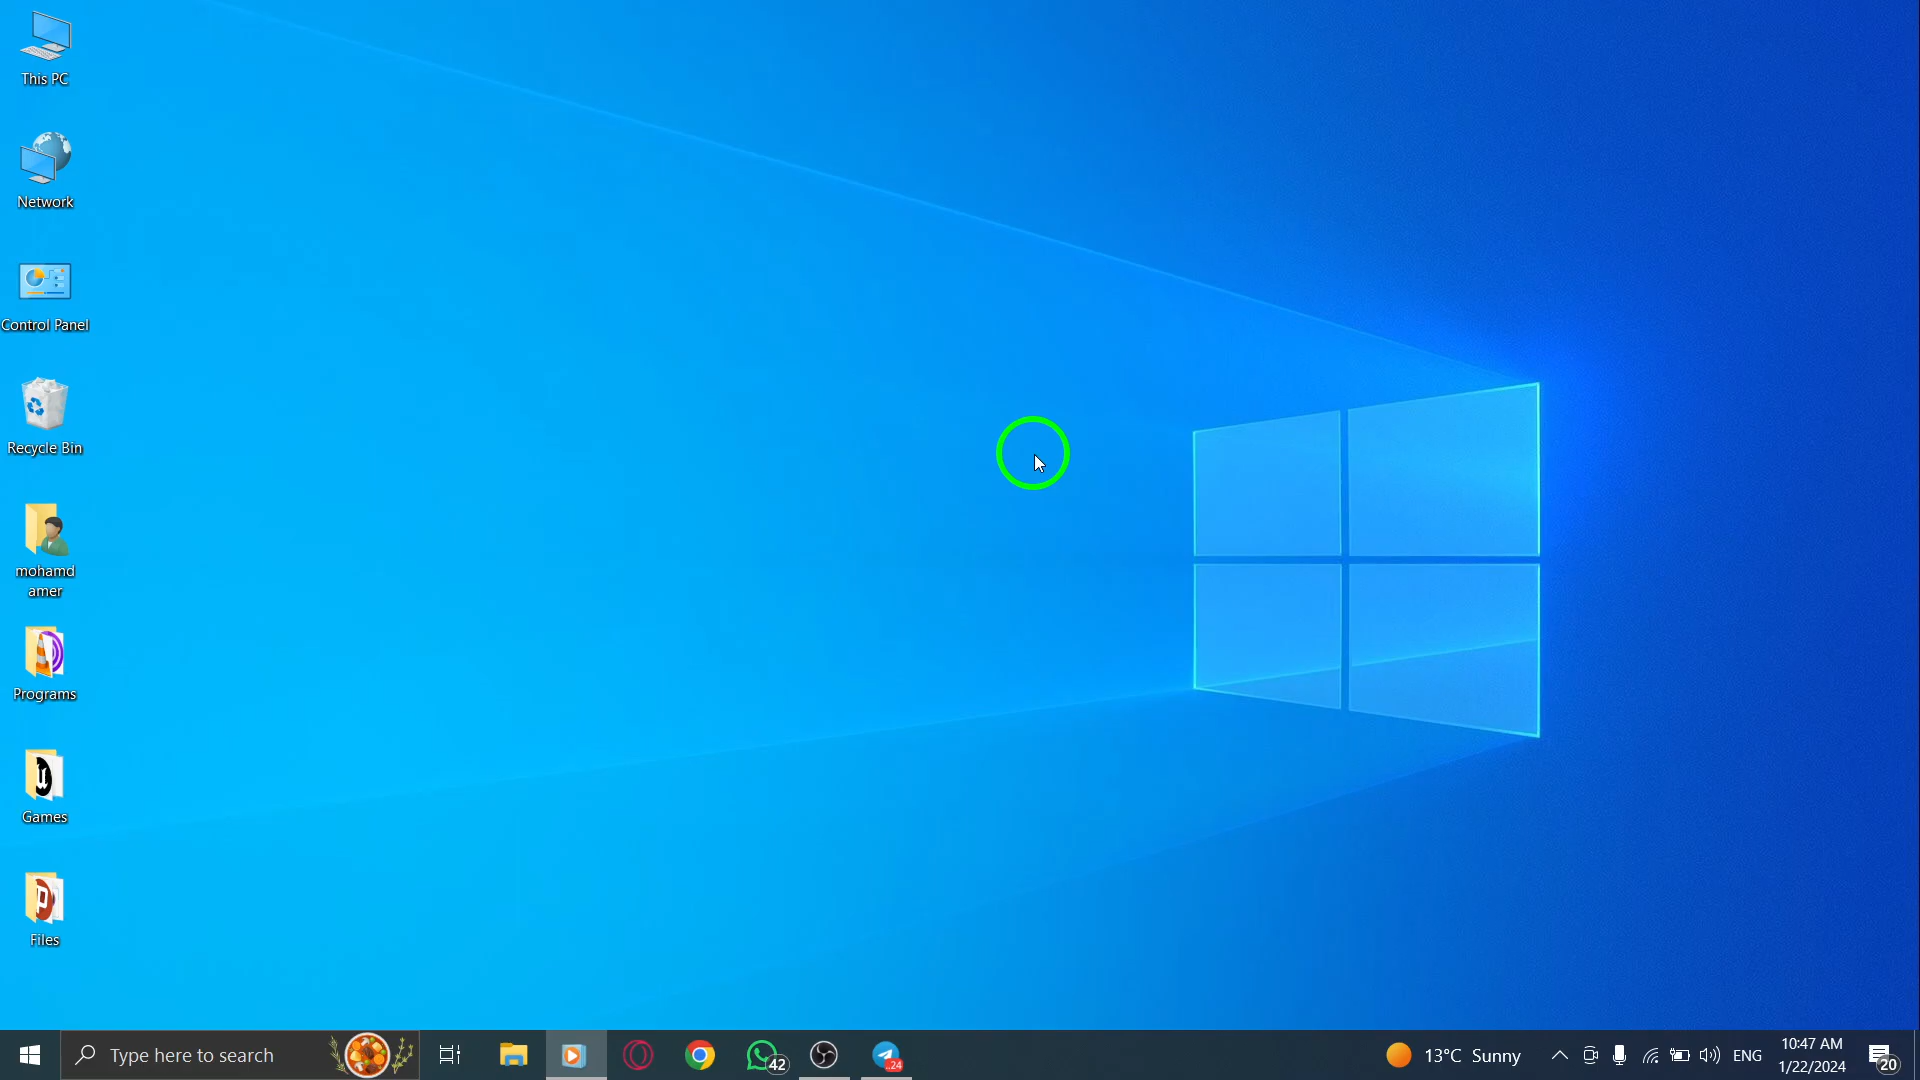 This PC
Network
Control Panel
Recycle Bin
mohamd
amer
Programs
Games
Files
Type here to search
42
..24
13°C Sunny
ENG
10:47 AM
1/22/2024
20